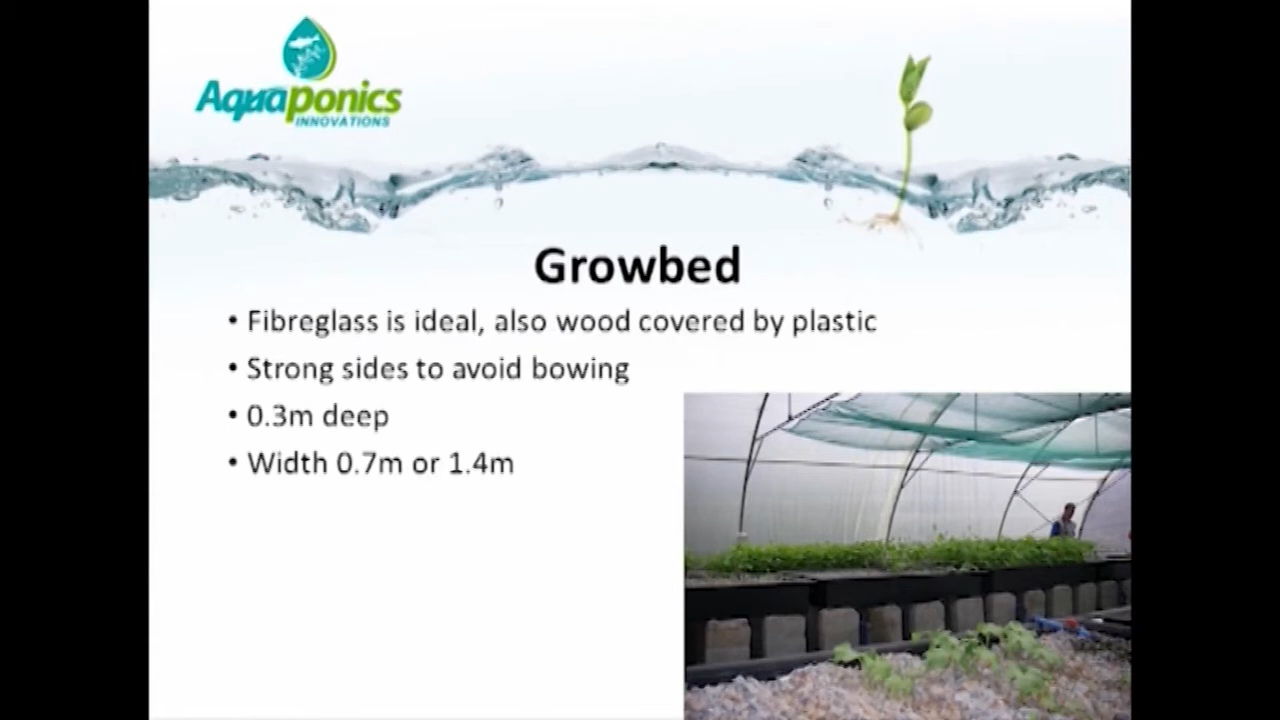 Aquaponics
INNOVATIONS
Growbed
• Fibreglass is ideal, also wood covered by plastic
• Strong sides to avoid bowing
• 0.3m deep
• Width 0.7m or 1.4m